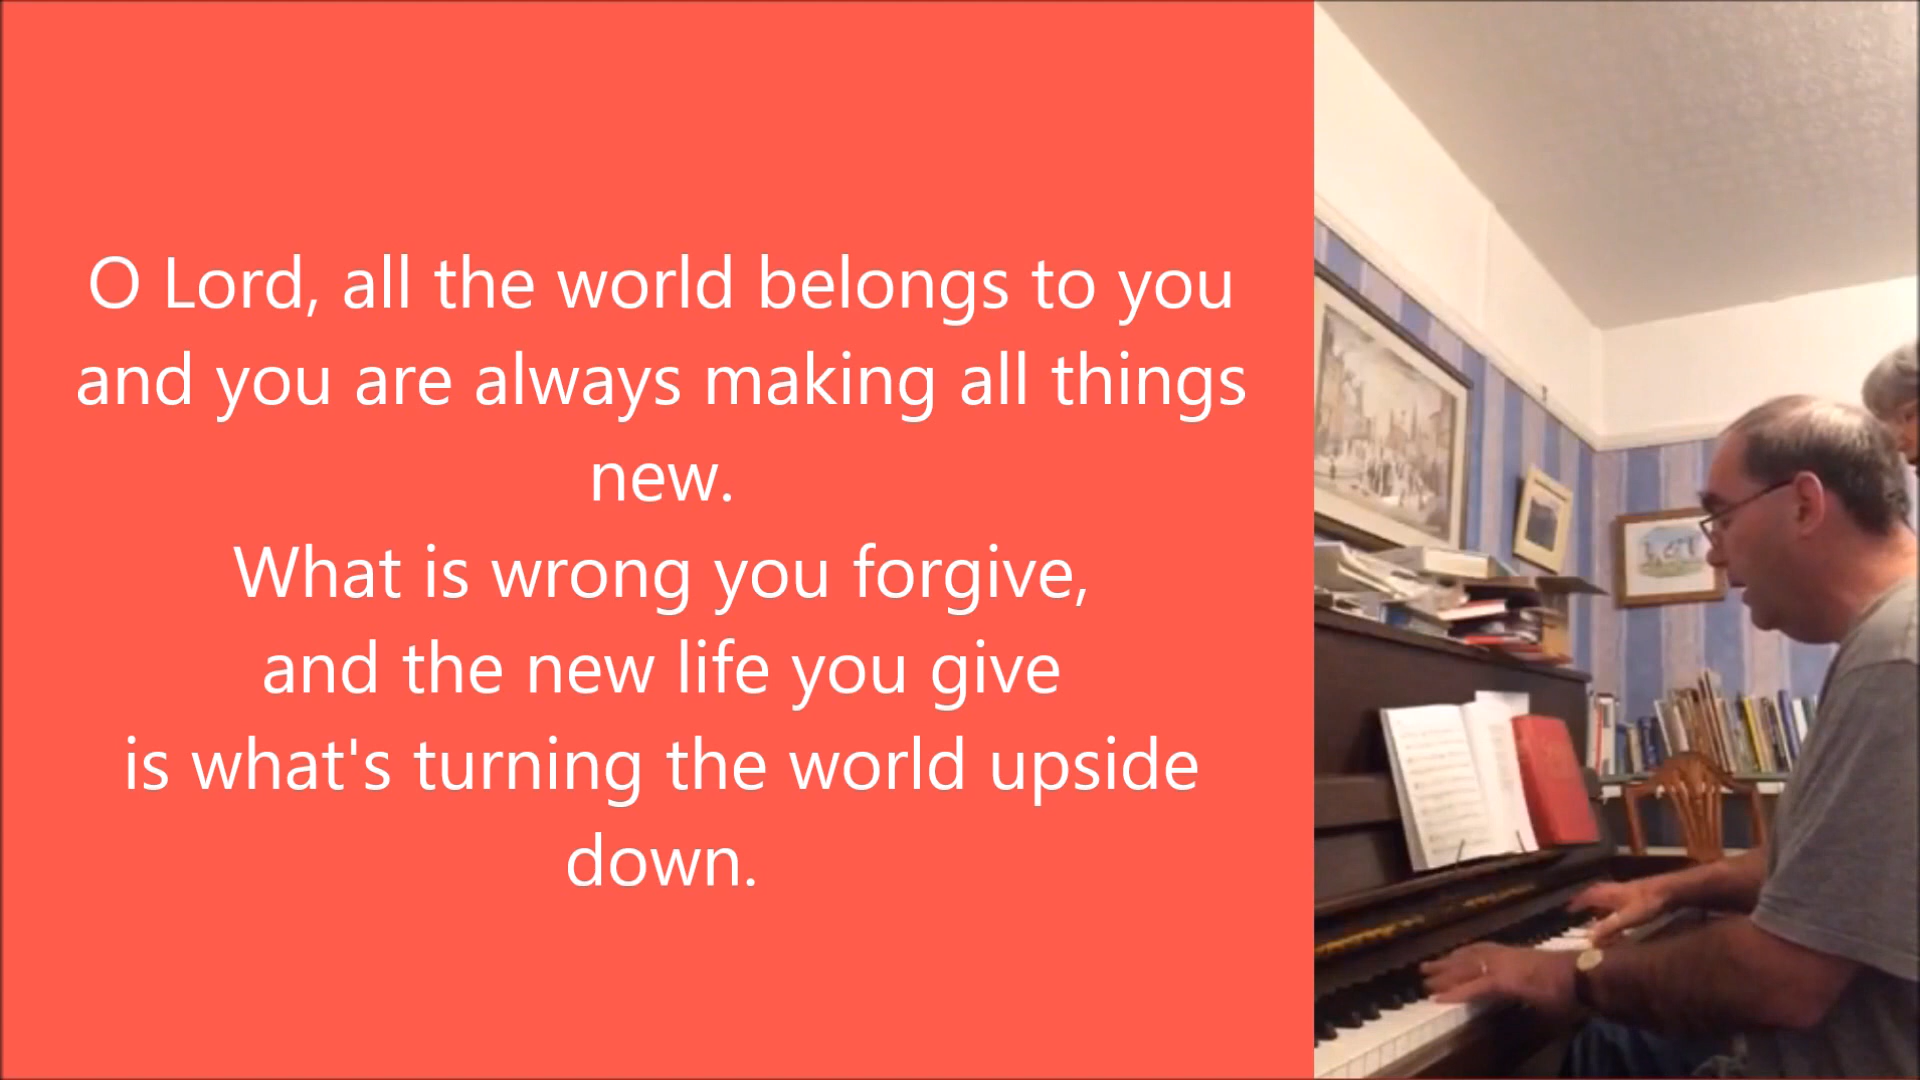 O Lord, all the world belongs to you
and you are always making all things
new.
What is wrong you forgive,
and the new life you give
is what's turning the world upside
down.